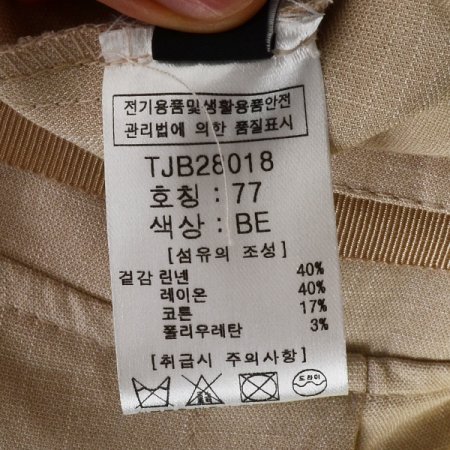 전기용품및생활용품안전
관리법에 의한 품질표시
TJB28018
호칭 : 77
색상 : BE
[섬유의 조성]
겉감 린넨 40%
레이온 40%
코튼 17%
폴리우레탄 3%
[취급시 주의사항]
드라이